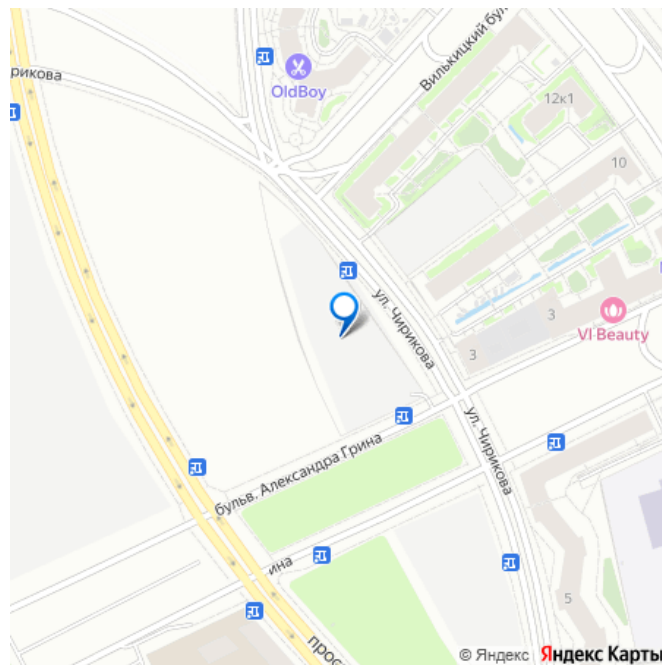 рикова
OldBoy
Вилькицкий бул
12к1
10
ул. Чирикова
3
3
VI Beauty
бульв. Александра Грина
ул. Чирикова
ина
5
прос
© Яндекс Яндекс Карты